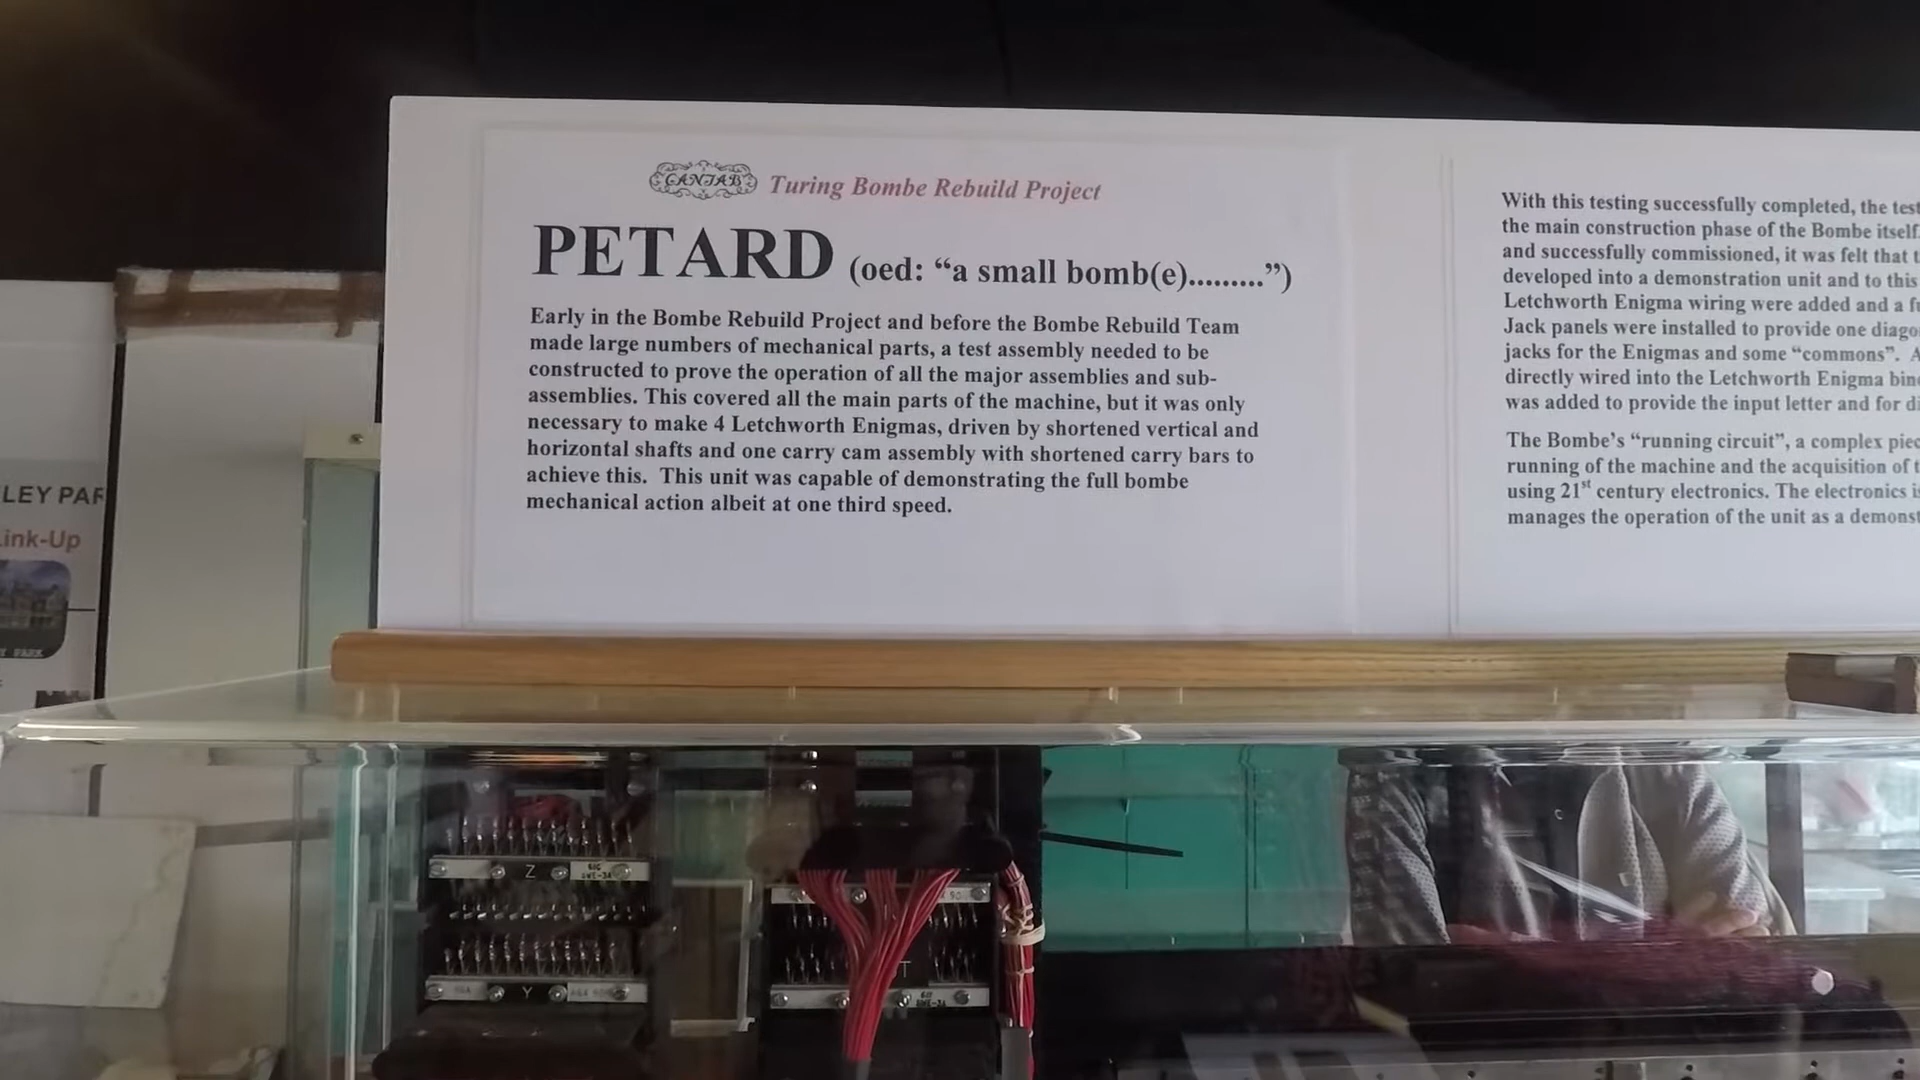 CANTAB Turing Bombe Rebuild Project
PETARD (oed: “a small bomb(e).........”)
Early in the Bombe Rebuild Project and before the Bombe Rebuild Team
made large numbers of mechanical parts, a test assembly needed to be
constructed to prove the operation of all the major assemblies and sub-
assemblies. This covered all the main parts of the machine, but it was only
necessary to make 4 Letchworth Enigmas, driven by shortened vertical and
horizontal shafts and one carry cam assembly with shortened carry bars to
achieve this. This unit was capable of demonstrating the full bombe
mechanical action albeit at one third speed.
With this testing successfully completed, the test
the main construction phase of the Bombe itself.
and successfully commissioned, it was felt that
developed into a demonstration unit and to this
Letchworth Enigma wiring were added and a
Jack panels were installed to provide one
jacks for the Enigmas and some “commons”.
directly wired into the Letchworth Enigma
was added to provide the input letter and for
The Bombe’s “running circuit”, a complex
running of the machine and the acquisition of
using 21st century electronics. The electronics
manages the operation of the unit as a
LEY PAR
Link-Up
PARK
Z
Y
T